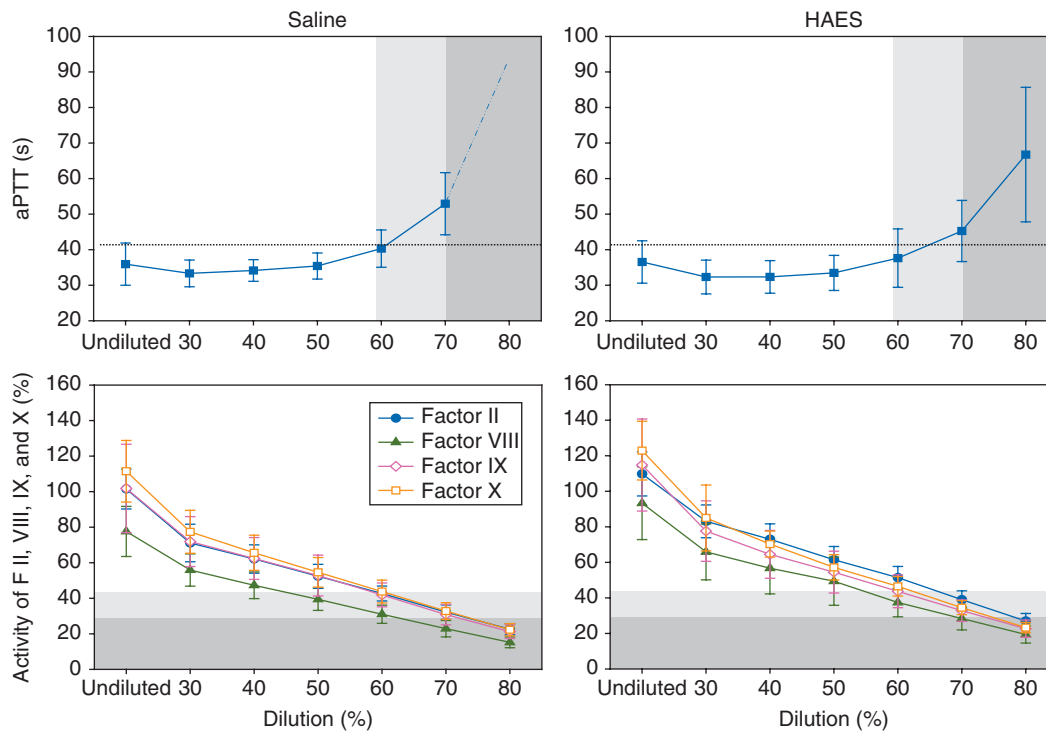 Saline
HAES
100
90
80
70
60
50
40
30
20
aPTT (s)
Undiluted 30 40 50 60 70 80
100
90
80
70
60
50
40
30
20
Undiluted 30 40 50 60 70 80
160
140
120
100
80
60
40
20
0
Activity of F II, VIII, IX, and X (%)
Factor II
Factor VIII
Factor IX
Factor X
Undiluted 30 40 50 60 70 80
Dilution (%)
160
140
120
100
80
60
40
20
0
Undiluted 30 40 50 60 70 80
Dilution (%)